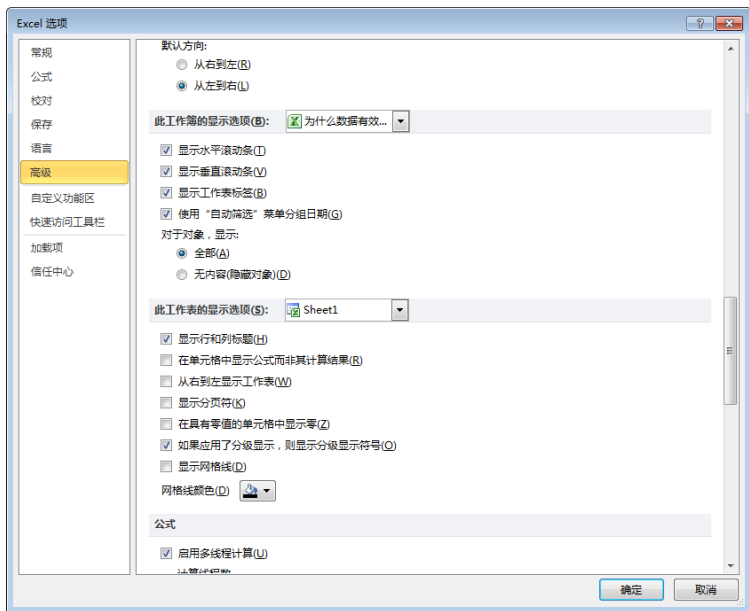 Excel 选项
常规
公式
校对
保存
语言
高级
自定义功能区
快速访问工具栏
加载项
信任中心
默认方向:
从右到左(R)
从左到右(L)
此工作簿的显示选项(B): 为什么数据有效...
显示水平滚动条(T)
显示垂直滚动条(V)
显示工作表标签(B)
使用“自动筛选”菜单分组日期(G)
对于对象，显示:
全部(A)
无内容(隐藏对象)(D)
此工作表的显示选项(S): Sheet1
显示行和列标题(H)
在单元格中显示公式而非其计算结果(R)
从右到左显示工作表(W)
显示分页符(K)
在具有零值的单元格中显示零(Z)
如果应用了分级显示，则显示分级显示符号(O)
显示网格线(D)
网格线颜色(D)
公式
启用多线程计算(U)
计算线程数
确定 取消